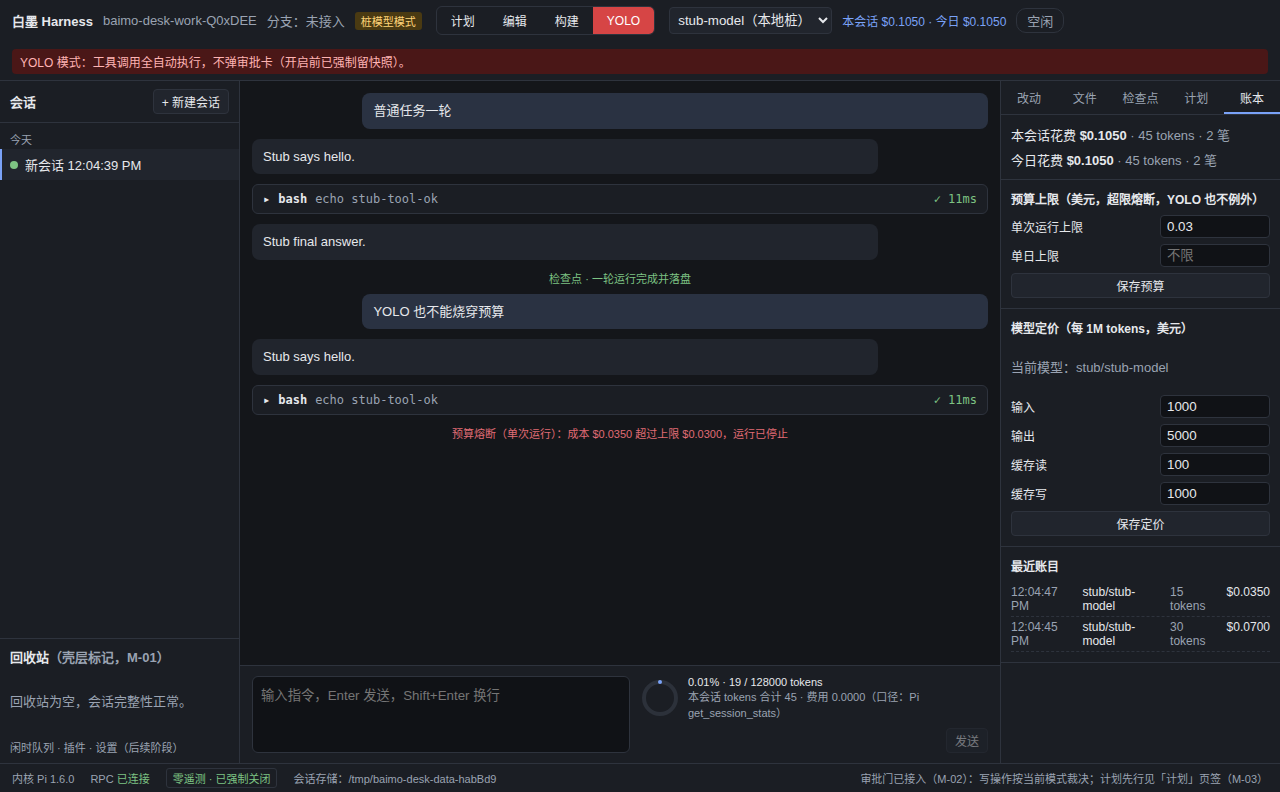 白墨 Harness baimo-desk-work-Q0xDEE 分支：未接入 桩模型模式 计划 编辑 构建 YOLO stub-model（本地桩） 本会话 $0.1050 · 今日 $0.1050 空闲
YOLO 模式：工具调用全自动执行，不弹审批卡（开启前已强制留快照）。
会话 + 新建会话
今天
新会话 12:04:39 PM
回收站（壳层标记，M-01）
回收站为空，会话完整性正常。
闲时队列 · 插件 · 设置（后续阶段）
普通任务一轮
Stub says hello.
▸ bash echo stub-tool-ok ✓ 11ms
Stub final answer.
检查点 · 一轮运行完成并落盘
YOLO 也不能烧穿预算
Stub says hello.
▸ bash echo stub-tool-ok ✓ 11ms
预算熔断（单次运行）：成本 $0.0350 超过上限 $0.0300，运行已停止
输入指令，Enter 发送，Shift+Enter 换行
0.01% · 19 / 128000 tokens
本会话 tokens 合计 45 · 费用 0.0000（口径：Pi
get_session_stats）
发送
改动 文件 检查点 计划 账本
本会话花费 $0.1050 · 45 tokens · 2 笔
今日花费 $0.1050 · 45 tokens · 2 笔
预算上限（美元，超限熔断，YOLO 也不例外）
单次运行上限 0.03
单日上限 不限
保存预算
模型定价（每 1M tokens，美元）
当前模型：stub/stub-model
输入 1000
输出 5000
缓存读 100
缓存写 1000
保存定价
最近账目
12:04:47 PM stub/stub-model 15 tokens $0.0350
12:04:45 PM stub/stub-model 30 tokens $0.0700
内核 Pi 1.6.0 RPC 已连接 零遥测 · 已强制关闭 会话存储：/tmp/baimo-desk-data-habBd9 审批门已接入（M-02）：写操作按当前模式裁决；计划先行见「计划」页签（M-03）